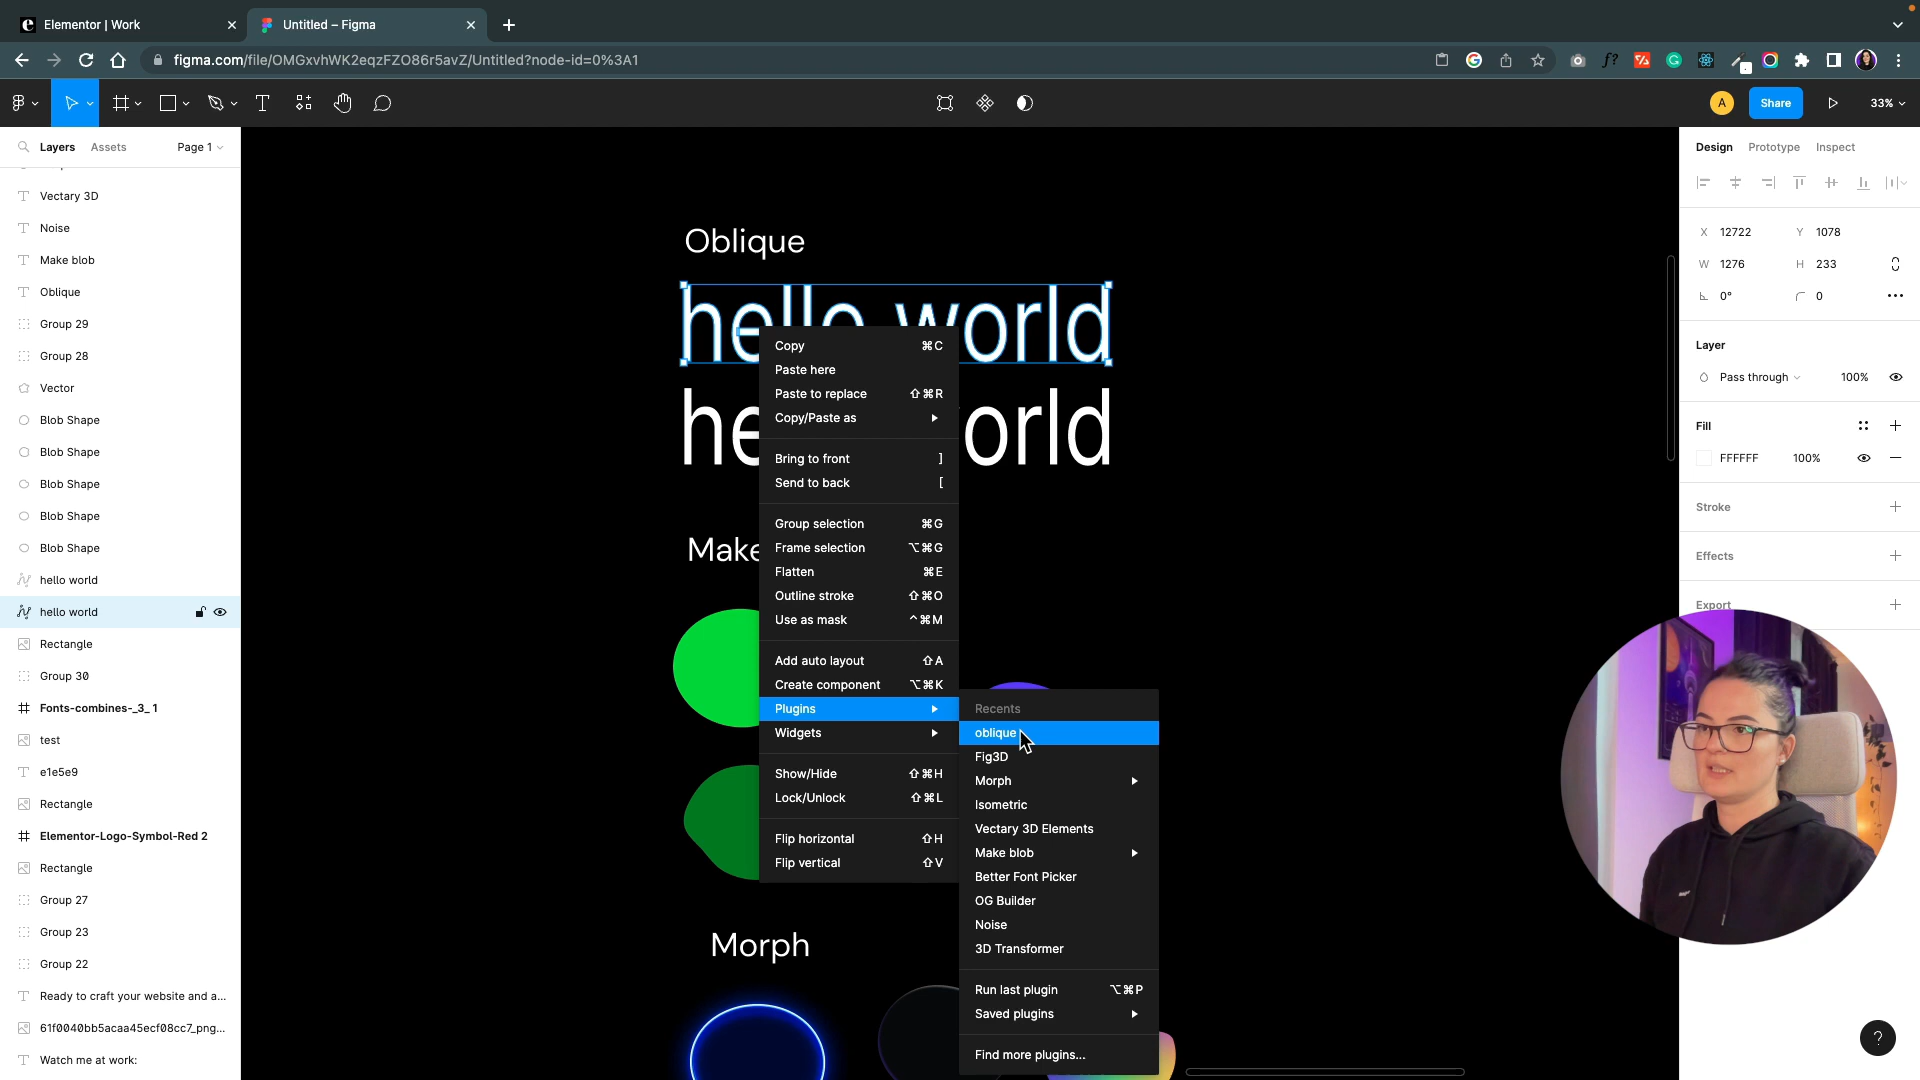 Elementor | Work
Untitled – Figma
figma.com/file/OMGxvhWK2eqzFZO86r5avZ/Untitled?node-id=0%3A1
f?
A
Share
33%
Layers
Assets
Page 1
Design
Prototype
Inspect
Vectary 3D
Noise
Make blob
Oblique
Group 29
Group 28
Vector
Blob Shape
Blob Shape
Blob Shape
Blob Shape
Blob Shape
hello world
hello world
Rectangle
Group 30
Fonts-combines-_3_ 1
test
e1e5e9
Rectangle
Elementor-Logo-Symbol-Red 2
Rectangle
Group 27
Group 23
Group 22
Ready to craft your website and a...
61f0040bb5acaa45ecf08cc7_png...
Watch me at work:
Oblique
hello world
Make
Morph
Copy ⌘C
Paste here
Paste to replace ⇧⌘R
Copy/Paste as
Bring to front ]
Send to back [
Group selection ⌘G
Frame selection ⌥⌘G
Flatten ⌘E
Outline stroke ⇧⌘O
Use as mask ^⌘M
Add auto layout ⇧A
Create component ⌥⌘K
Plugins
Widgets
Show/Hide ⇧⌘H
Lock/Unlock ⇧⌘L
Flip horizontal ⇧H
Flip vertical ⇧V
Recents
oblique
Fig3D
Morph
Isometric
Vectary 3D Elements
Make blob
Better Font Picker
OG Builder
Noise
3D Transformer
Run last plugin ⌥⌘P
Saved plugins
Find more plugins...
X 12722 Y 1078
W 1276 H 233
0° 0
Layer
Pass through 100%
Fill
FFFFFF 100%
Stroke
Effects
Export
?